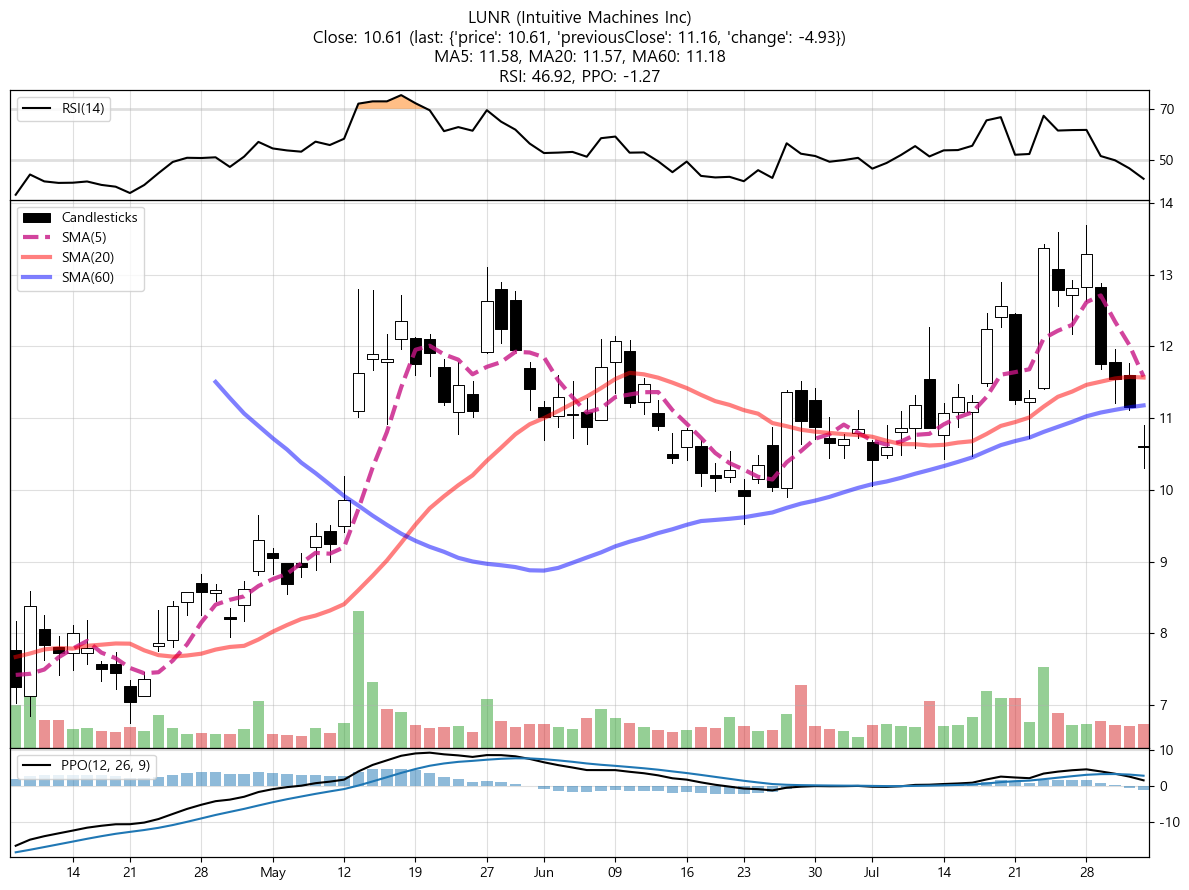 LUNR (Intuitive Machines Inc)
Close: 10.61 (last: {'price': 10.61, 'previousClose': 11.16, 'change': -4.93})
MA5: 11.58, MA20: 11.57, MA60: 11.18
RSI: 46.92, PPO: -1.27
RSI(14)
70
50
Candlesticks
SMA(5)
SMA(20)
SMA(60)
14
13
12
11
10
9
8
7
PPO(12, 26, 9)
10
0
-10
14 21 28 May 12 19 27 Jun 09 16 23 30 Jul 14 21 28